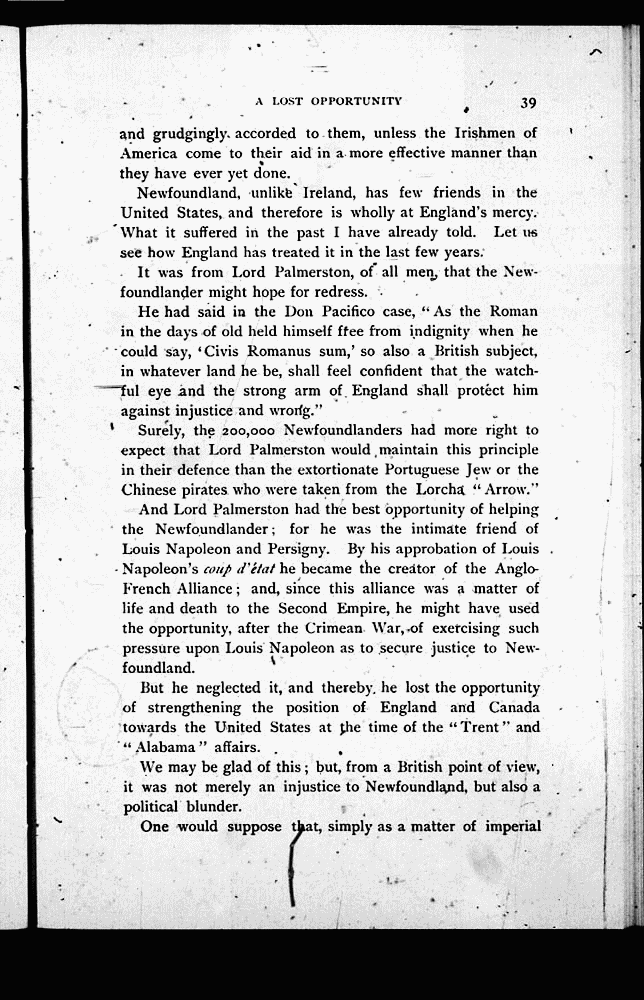 A LOST OPPORTUNITY 39
and grudgingly accorded to them, unless the Irishmen of
America come to their aid in a more effective manner than
they have ever yet done.
Newfoundland, unlike Ireland, has few friends in the
United States, and therefore is wholly at England's mercy.
What it suffered in the past I have already told. Let us
see how England has treated it in the last few years.
It was from Lord Palmerston, of all men, that the New-
foundlander might hope for redress.
He had said in the Don Pacifico case, "As the Roman
in the days of old held himself free from indignity when he
could say, 'Civis Romanus sum,' so also a British subject,
in whatever land he be, shall feel confident that the watch-
ful eye and the strong arm of England shall protect him
against injustice and wrong."
Surely, the 200,000 Newfoundlanders had more right to
expect that Lord Palmerston would maintain this principle
in their defence than the extortionate Portuguese Jew or the
Chinese pirates who were taken from the Lorcha "Arrow."
And Lord Palmerston had the best opportunity of helping
the Newfoundlander; for he was the intimate friend of
Louis Napoleon and Persigny. By his approbation of Louis
Napoleon's coup d'état he became the creator of the Anglo-
French Alliance; and, since this alliance was a matter of
life and death to the Second Empire, he might have used
the opportunity, after the Crimean War, of exercising such
pressure upon Louis Napoleon as to secure justice to New-
foundland.
But he neglected it, and thereby he lost the opportunity
of strengthening the position of England and Canada
towards the United States at the time of the "Trent" and
"Alabama" affairs.
We may be glad of this; but, from a British point of view,
it was not merely an injustice to Newfoundland, but also a
political blunder.
One would suppose that, simply as a matter of imperial